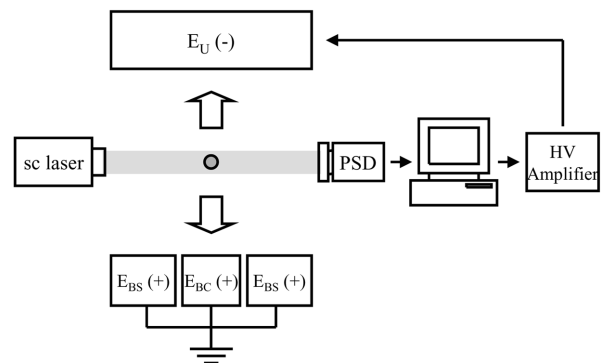 E_U (-)
sc laser
PSD
HV
Amplifier
E_BS (+)
E_BC (+)
E_BS (+)